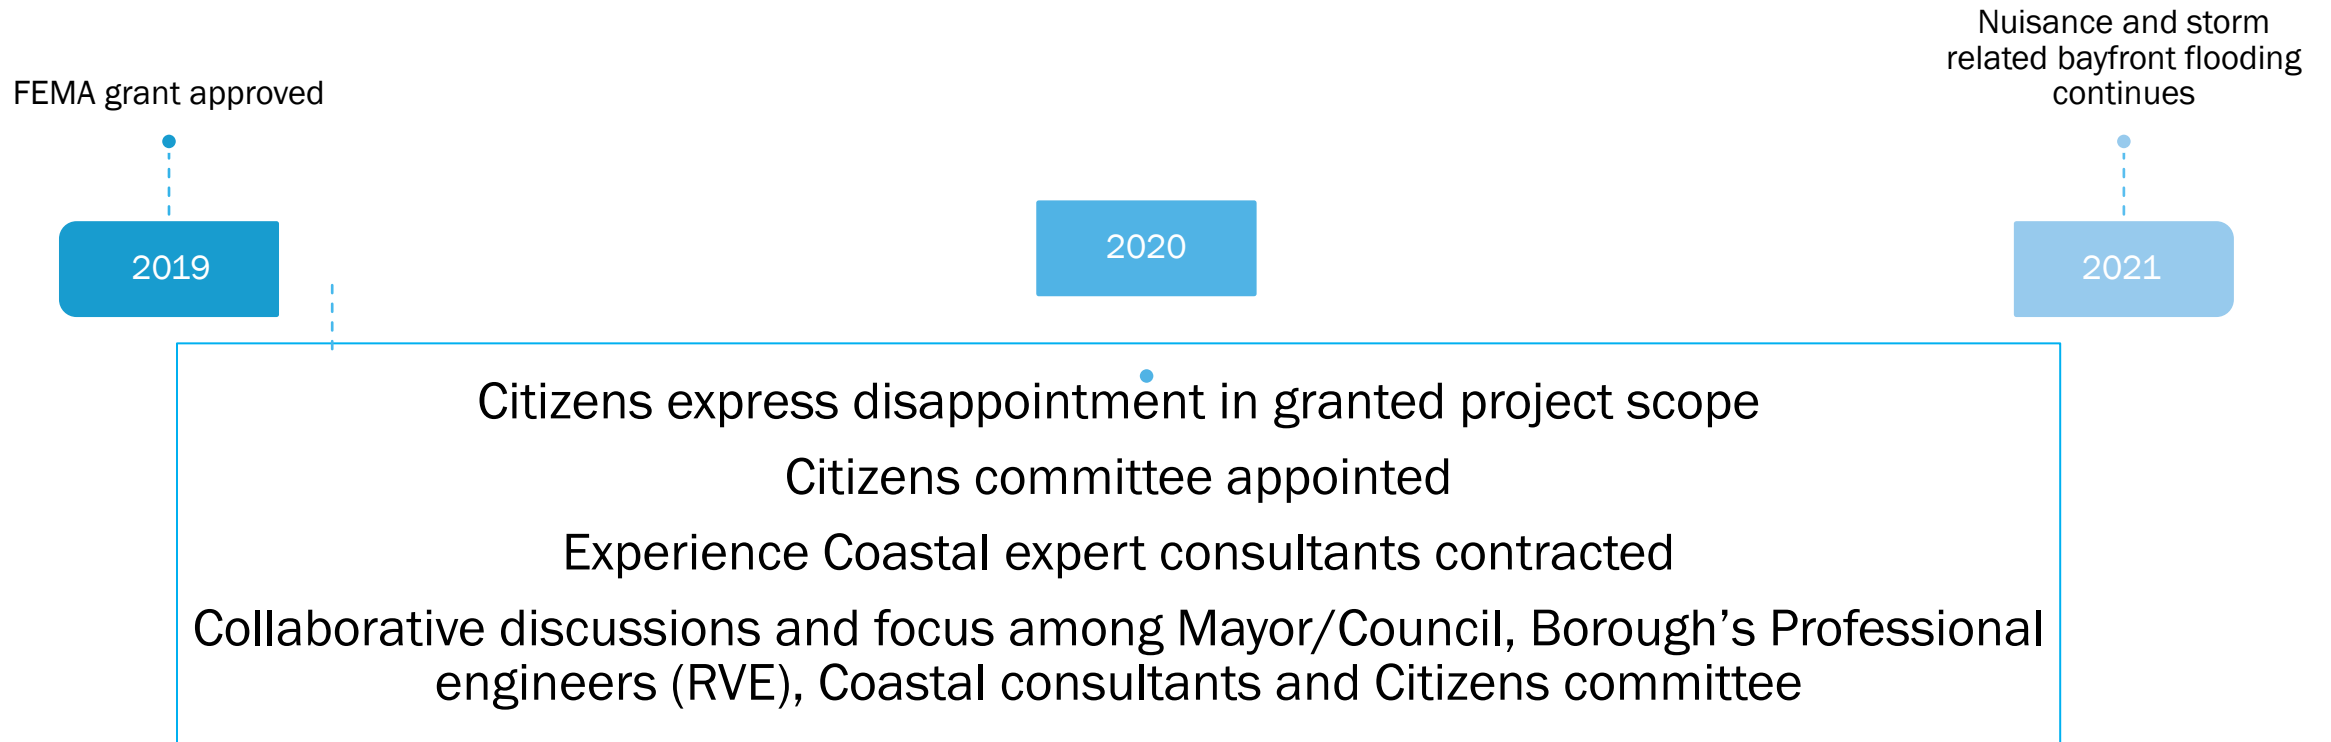 Nuisance and storm
related bayfront flooding
continues
FEMA grant approved
2019
2020
2021
Citizens express disappointment in granted project scope
Citizens committee appointed
Experience Coastal expert consultants contracted
Collaborative discussions and focus among Mayor/Council, Borough’s Professional
engineers (RVE), Coastal consultants and Citizens committee